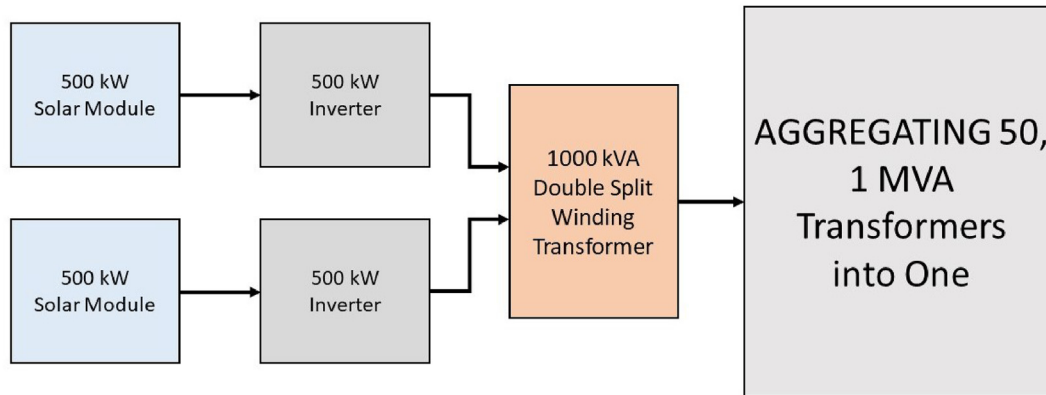 500 kW
Solar Module
500 kW
Inverter
500 kW
Solar Module
500 kW
Inverter
1000 kVA
Double Split
Winding
Transformer
AGGREGATING 50,
1 MVA
Transformers
into One